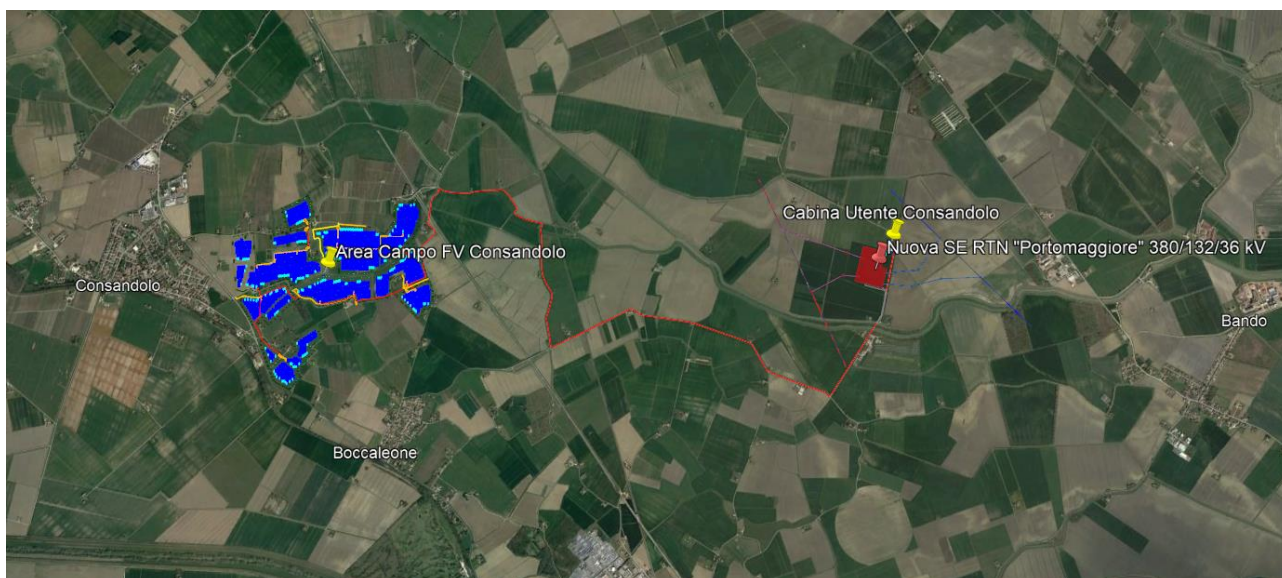 Cabina Utente Consandolo
Area Campo FV Consandolo
Nuova SE RTN "Portomaggiore" 380/132/36 kV
Consandolo
Bando
Boccaleone